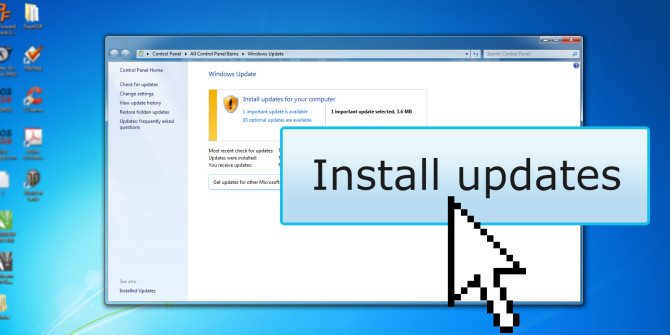 Control Panel ▸ All Control Panel Items ▸ Windows Update
Search Control Panel
Control Panel Home
Check for updates
Change settings
View update history
Restore hidden updates
Updates: frequently asked
questions
See also
Installed Updates
Windows Update
Install updates for your computer
1 important update is available
93 optional updates are available
1 important update selected, 3.6 MB
Most recent check for updates:
Updates were installed:
You receive updates:
Get updates for other Microsoft
Install updates